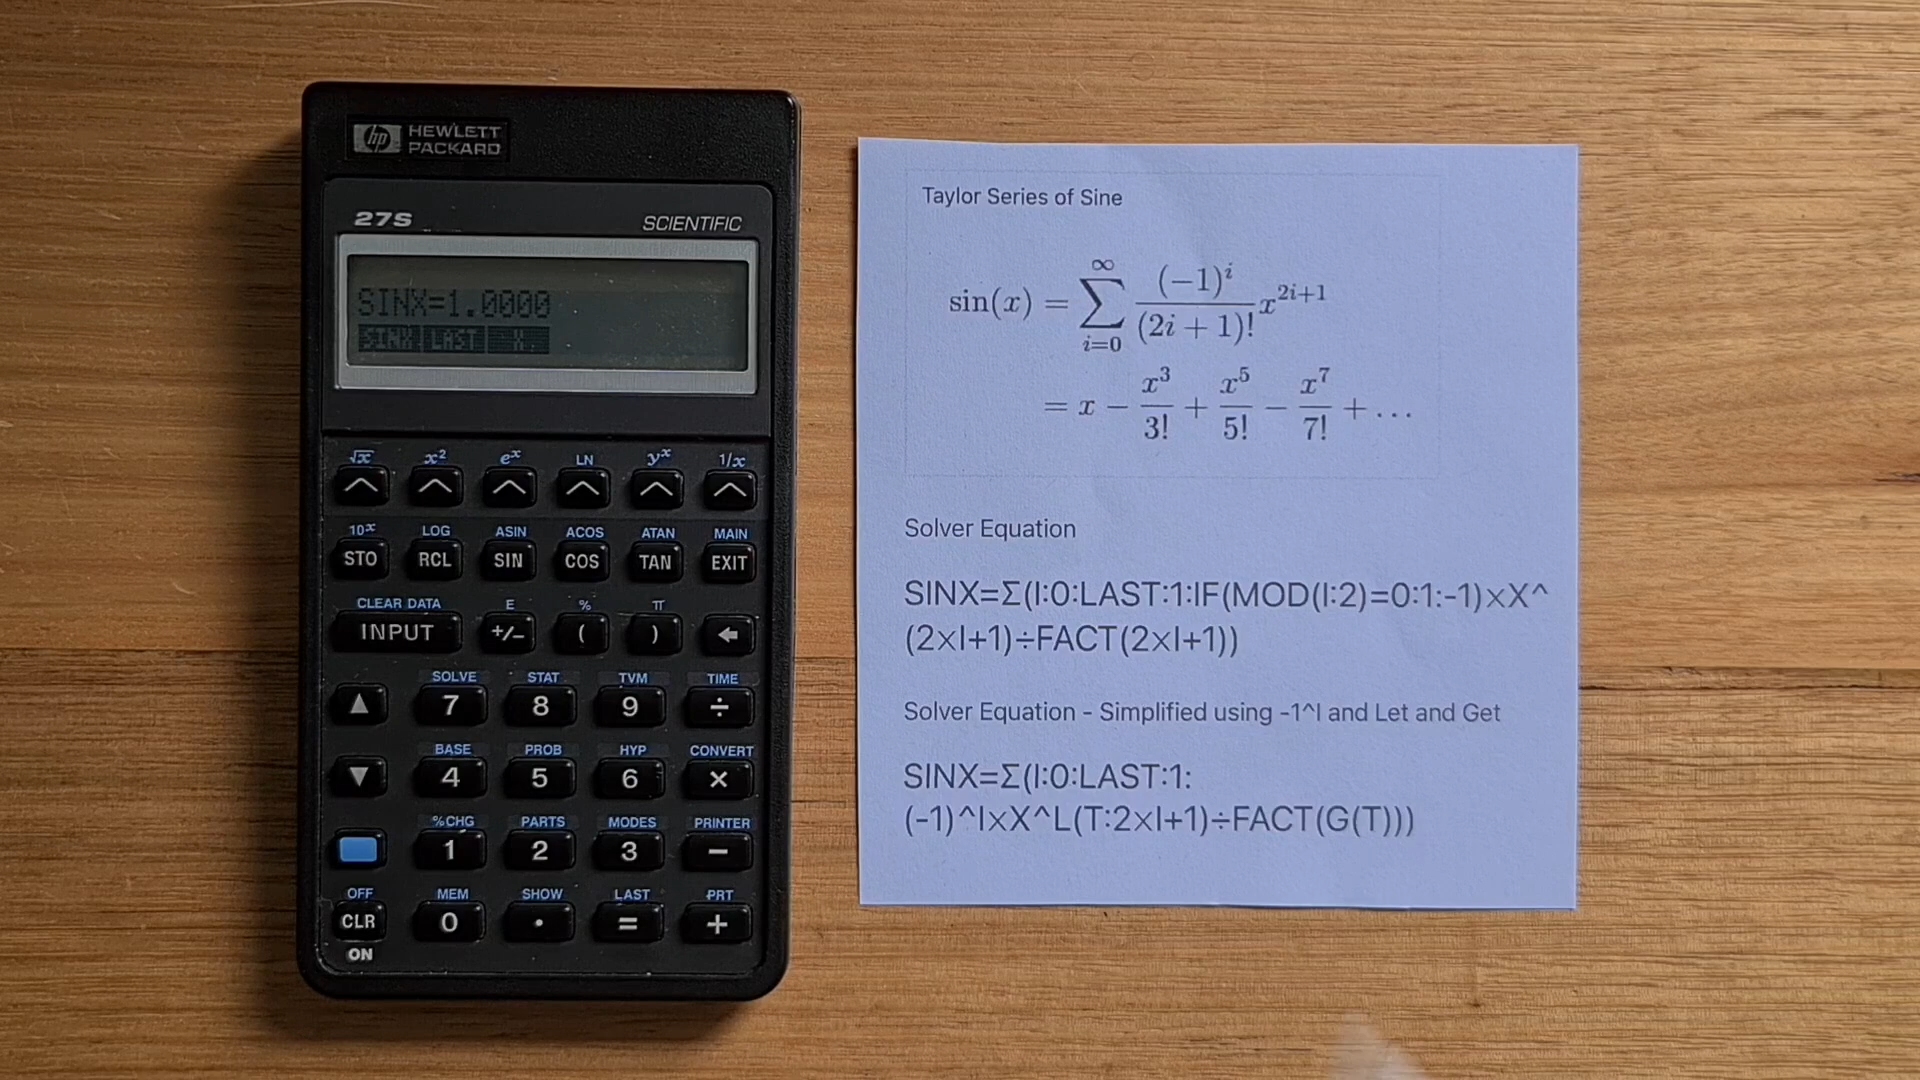 hp HEWLETT
PACKARD
27S SCIENTIFIC
SINX=1.0000
SINX LAST X
√x x² eˣ LN yˣ 1/x
10ˣ LOG ASIN ACOS ATAN MAIN
STO RCL SIN COS TAN EXIT
CLEAR DATA E % π
INPUT +/− ( ) ←
SOLVE STAT TVM TIME
▲ 7 8 9 ÷
BASE PROB HYP CONVERT
▼ 4 5 6 ×
%CHG PARTS MODES PRINTER
1 2 3 −
OFF MEM SHOW LAST PRT
CLR 0 . = +
ON
Taylor Series of Sine
sin(x) = ∑_{i=0}^{∞} (-1)^i / (2i + 1)! x^{2i+1}
= x − x³/3! + x⁵/5! − x⁷/7! + ...
Solver Equation
SINX=Σ(I:0:LAST:1:IF(MOD(I:2)=0:1:-1)×X^
(2×I+1)÷FACT(2×I+1))
Solver Equation - Simplified using -1^I and Let and Get
SINX=Σ(I:0:LAST:1:
(-1)^I×X^L(T:2×I+1)÷FACT(G(T)))